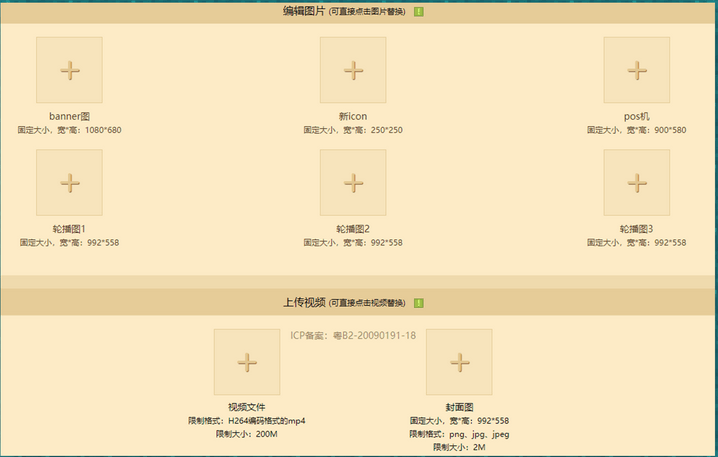 编辑图片 (可直接点击图片替换) !
banner图 新icon pos机
固定大小，宽*高：1080*680 固定大小，宽*高：250*250 固定大小，宽*高：900*580
轮播图1 轮播图2 轮播图3
固定大小，宽*高：992*558 固定大小，宽*高：992*558 固定大小，宽*高：992*558
上传视频 (可直接点击视频替换) !
ICP备案：粤B2-20090191-18
视频文件 封面图
限制格式：H264编码格式的mp4 固定大小，宽*高：992*558
限制大小：200M 限制格式：png、jpg、jpeg
限制大小：2M